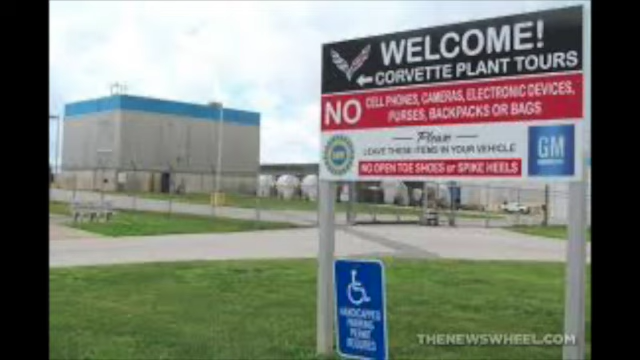 WELCOME!
CORVETTE PLANT TOURS
NO
CELL PHONES, CAMERAS, ELECTRONIC DEVICES,
PURSES, BACKPACKS OR BAGS
Please
LEAVE THESE ITEMS IN YOUR VEHICLE
NO OPEN TOE SHOES or SPIKE HEELS
GM
HANDICAPPED
PARKING
PERMIT
REQUIRED
THENEWSWHEEL.COM